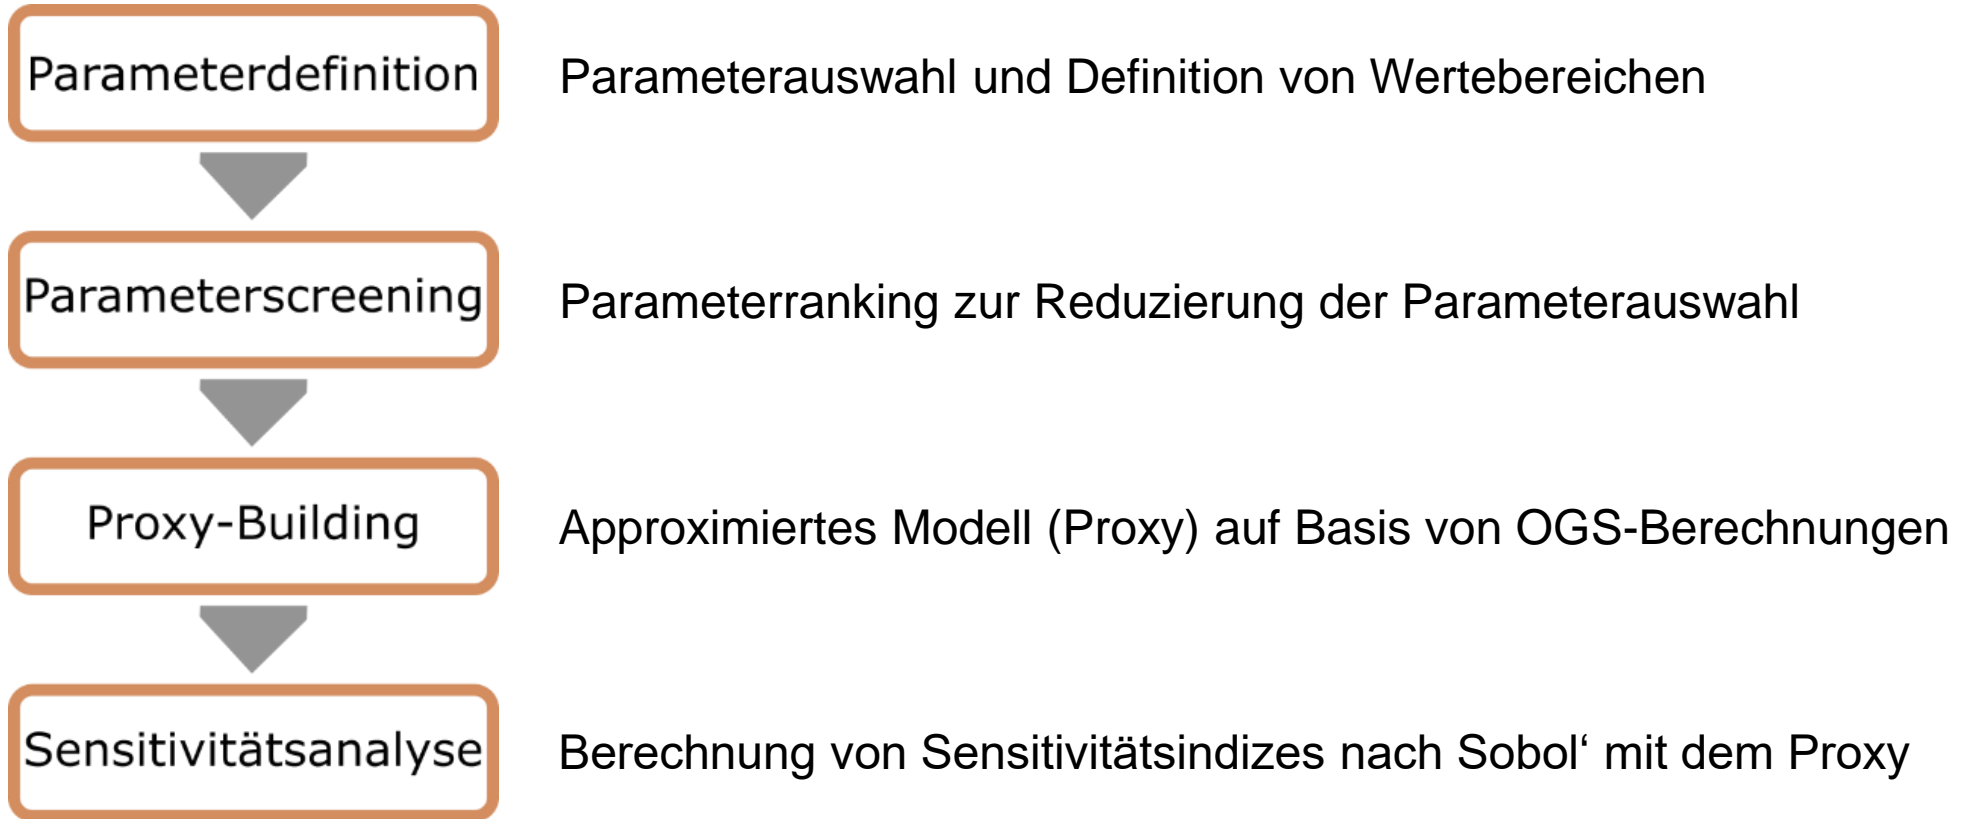 Parameterdefinition
Parameterauswahl und Definition von Wertebereichen
Parameterscreening
Parameterranking zur Reduzierung der Parameterauswahl
Proxy-Building
Approximiertes Modell (Proxy) auf Basis von OGS-Berechnungen
Sensitivitätsanalyse
Berechnung von Sensitivitätsindizes nach Sobol‘ mit dem Proxy